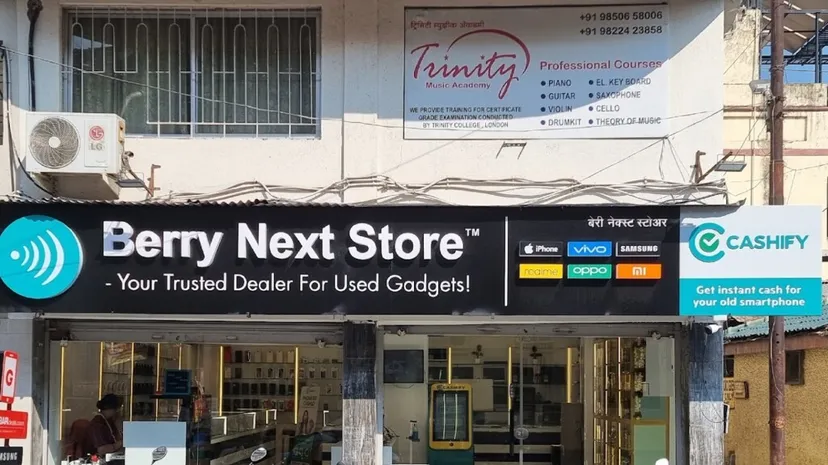 ट्रिनिटी म्युझीक ॲकॅडमी
+91 98506 58006
+91 98224 23858
Trinity
Music Academy
Professional Courses
• PIANO
• GUITAR
• VIOLIN
• DRUMKIT
• EL. KEY BOARD
• SAXOPHONE
• CELLO
• THEORY OF MUSIC
WE PROVIDE TRAINING FOR CERTIFICATE
GRADE EXAMINATION CONDUCTED
BY TRINITY COLLEGE, LONDON
LG
Berry Next Store™
- Your Trusted Dealer For Used Gadgets!
बेरी नेक्स्ट स्टोअर
iPhone
vivo
SAMSUNG
realme
oppo
mi
CASHIFY
Get instant cash for
your old smartphone
CASHIFY
SAMSUNG